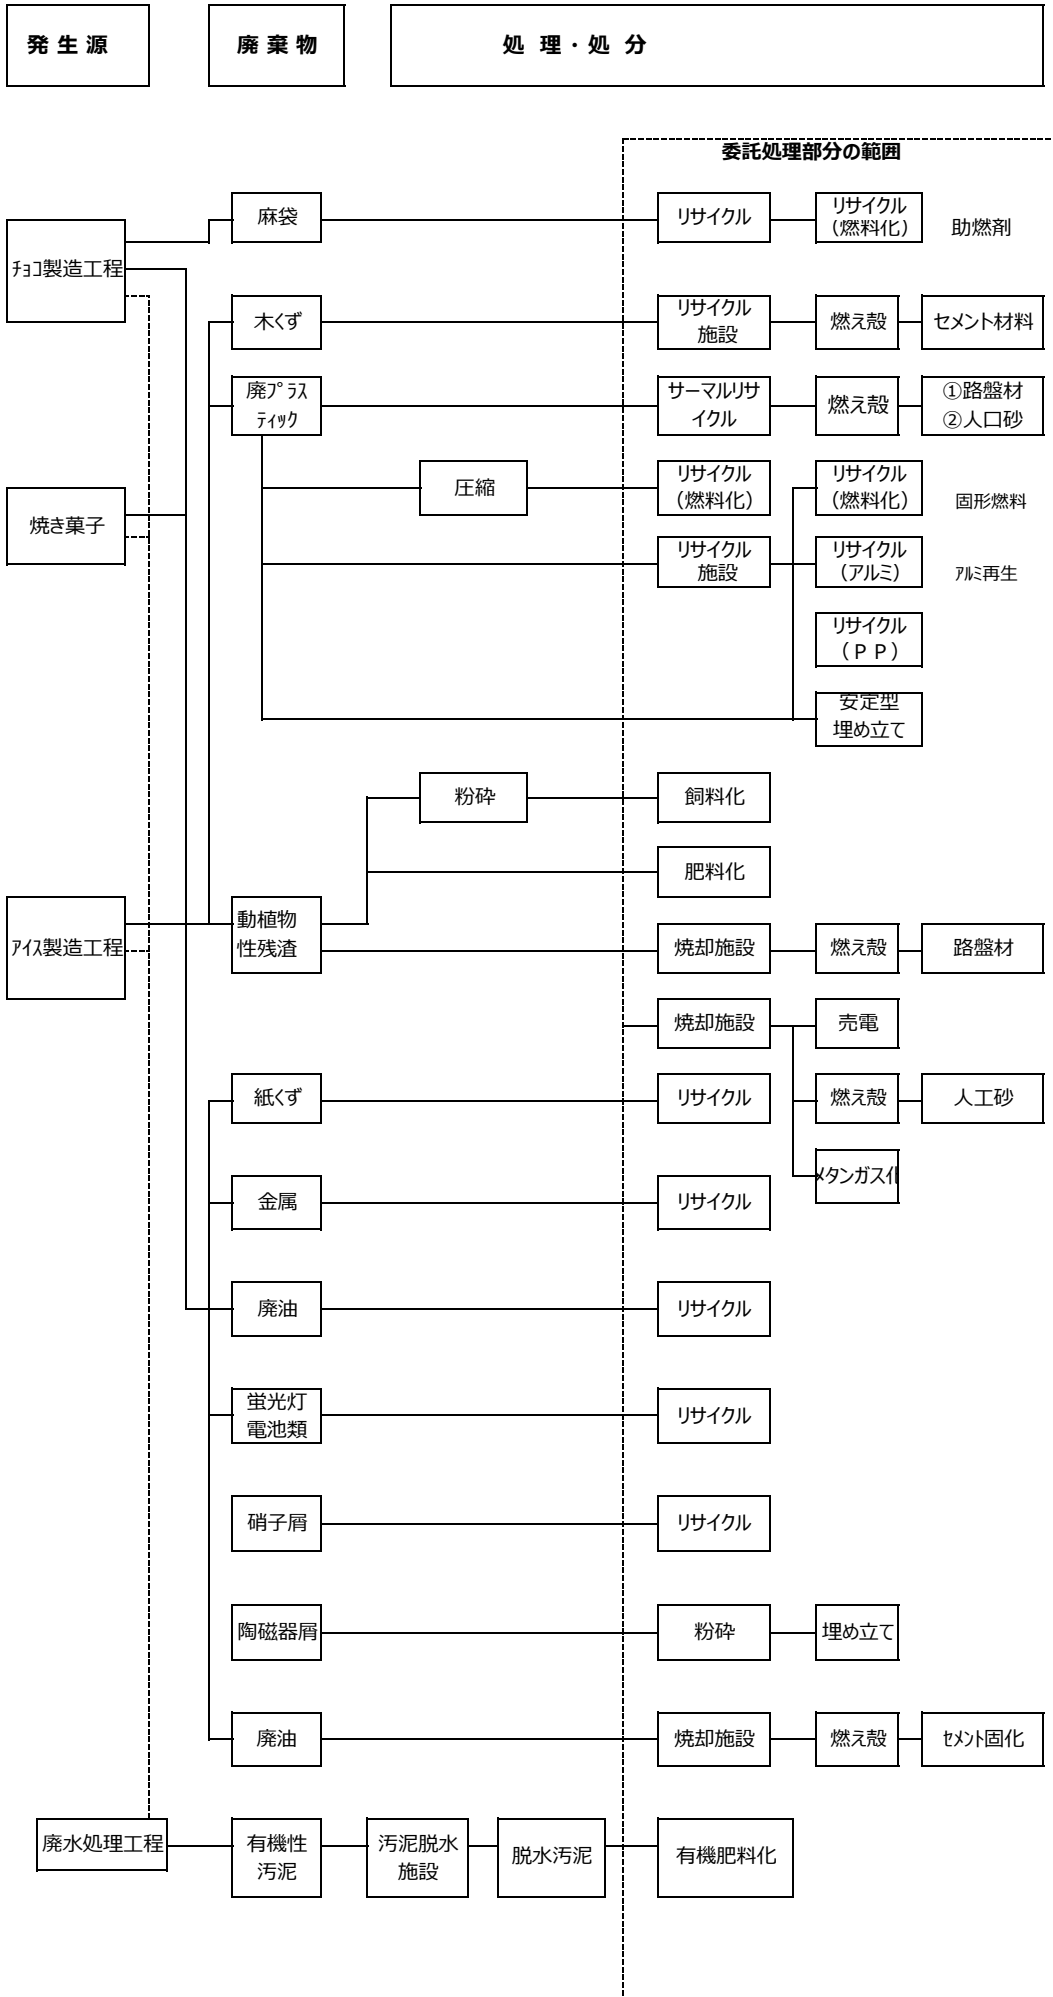 発生源
廃棄物
処理・処分
委託処理部分の範囲
麻袋
リサイクル
リサイクル
（燃料化）
助燃剤
ﾁｮｺ製造工程
木くず
リサイクル
施設
燃え殻
セメント材料
廃ﾌﾟﾗｽ
ﾃｨｯｸ
サーマルリサ
イクル
燃え殻
①路盤材
②人口砂
圧縮
リサイクル
（燃料化）
リサイクル
（燃料化）
固形燃料
焼き菓子
リサイクル
施設
リサイクル
（アルミ）
ｱﾙﾐ再生
リサイクル
（ＰＰ）
安定型
埋め立て
粉砕
飼料化
肥料化
ｱｲｽ製造工程
動植物
性残渣
焼却施設
燃え殻
路盤材
焼却施設
売電
紙くず
リサイクル
燃え殻
人工砂
メタンガス化
金属
リサイクル
廃油
リサイクル
蛍光灯
電池類
リサイクル
硝子屑
リサイクル
陶磁器屑
粉砕
埋め立て
廃油
焼却施設
燃え殻
ｾﾒﾝﾄ固化
廃水処理工程
有機性
汚泥
汚泥脱水
施設
脱水汚泥
有機肥料化